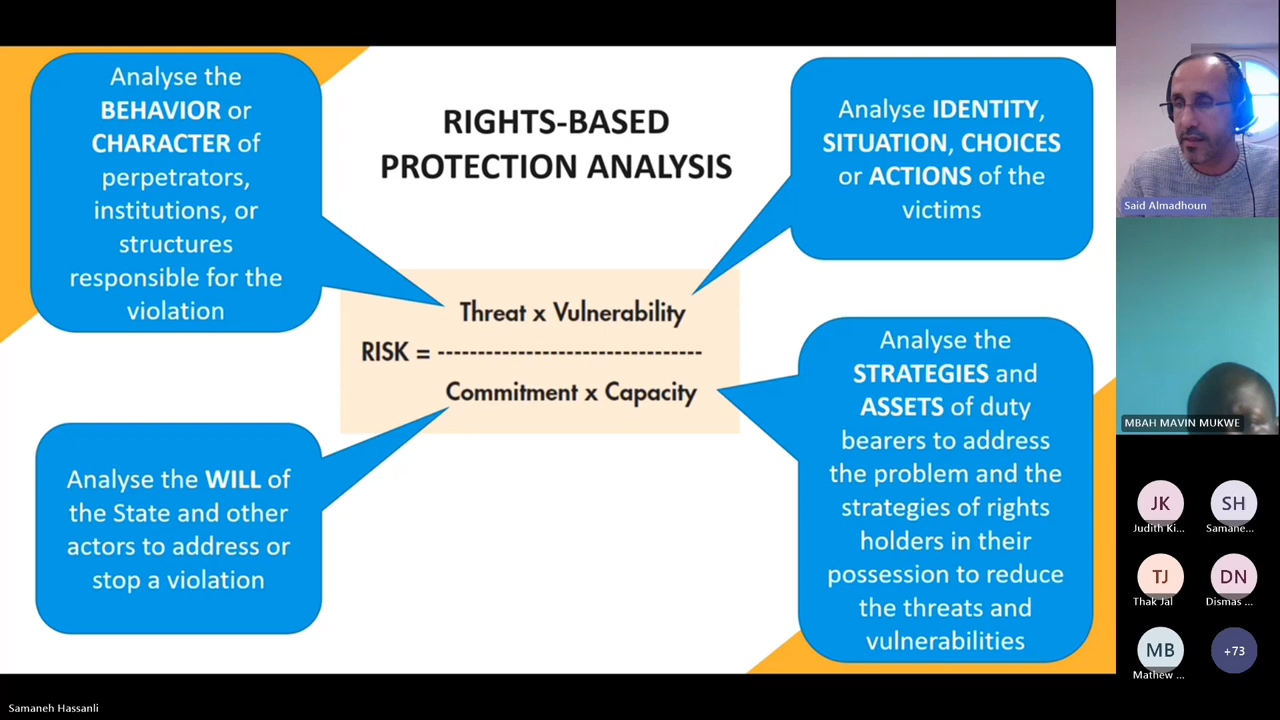 Analyse the
BEHAVIOR or
CHARACTER of
perpetrators,
institutions, or
structures
responsible for the
violation
RIGHTS-BASED
PROTECTION ANALYSIS
Analyse IDENTITY,
SITUATION, CHOICES
or ACTIONS of the
victims
Threat x Vulnerability
RISK = --------------------------------
Commitment x Capacity
Analyse the WILL of
the State and other
actors to address or
stop a violation
Analyse the
STRATEGIES and
ASSETS of duty
bearers to address
the problem and the
strategies of rights
holders in their
possession to reduce
the threats and
vulnerabilities
Said Almadhoun
MBAH MAVIN MUKWE
JK
Judith Ki...
SH
Samane...
TJ
Thak Jal
DN
Dismas ...
MB
Mathew ...
+73
Samaneh Hassanli